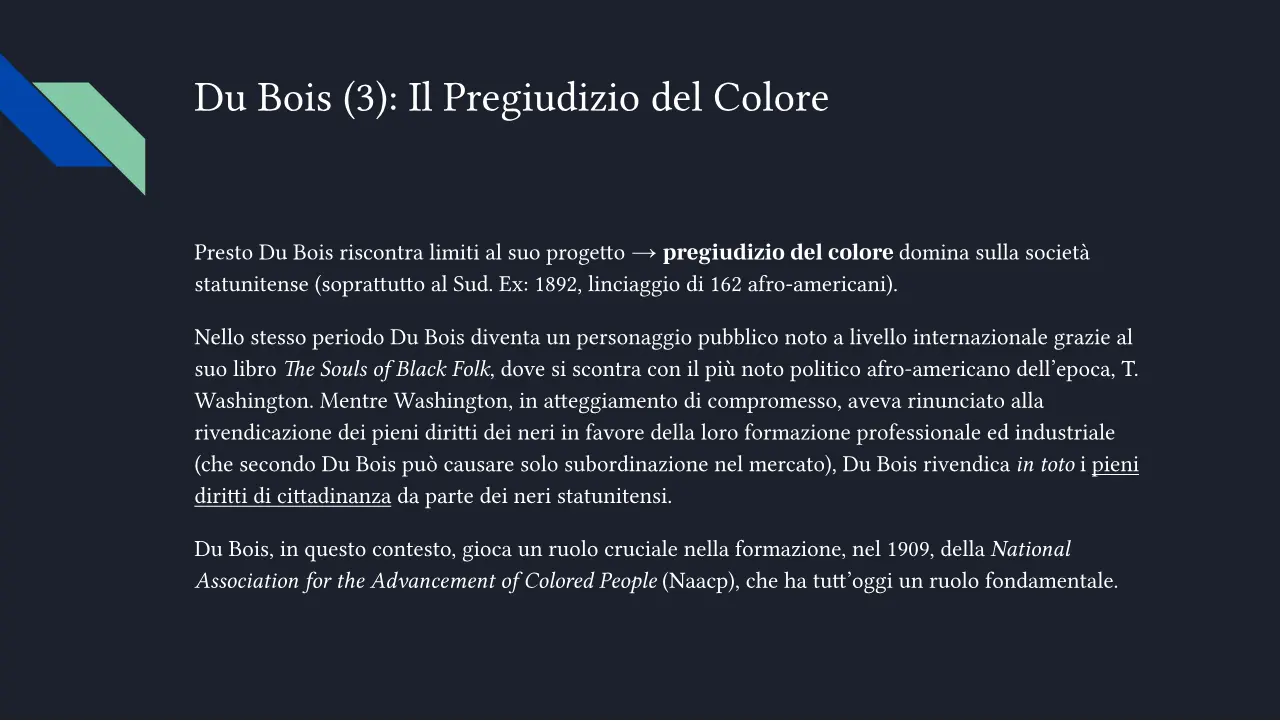 Du Bois (3): Il Pregiudizio del Colore
Presto Du Bois riscontra limiti al suo progetto → pregiudizio del colore domina sulla società
statunitense (soprattutto al Sud. Ex: 1892, linciaggio di 162 afro-americani).
Nello stesso periodo Du Bois diventa un personaggio pubblico noto a livello internazionale grazie al
suo libro The Souls of Black Folk, dove si scontra con il più noto politico afro-americano dell’epoca, T.
Washington. Mentre Washington, in atteggiamento di compromesso, aveva rinunciato alla
rivendicazione dei pieni diritti dei neri in favore della loro formazione professionale ed industriale
(che secondo Du Bois può causare solo subordinazione nel mercato), Du Bois rivendica in toto i pieni
diritti di cittadinanza da parte dei neri statunitensi.
Du Bois, in questo contesto, gioca un ruolo cruciale nella formazione, nel 1909, della National
Association for the Advancement of Colored People (Naacp), che ha tutt’oggi un ruolo fondamentale.